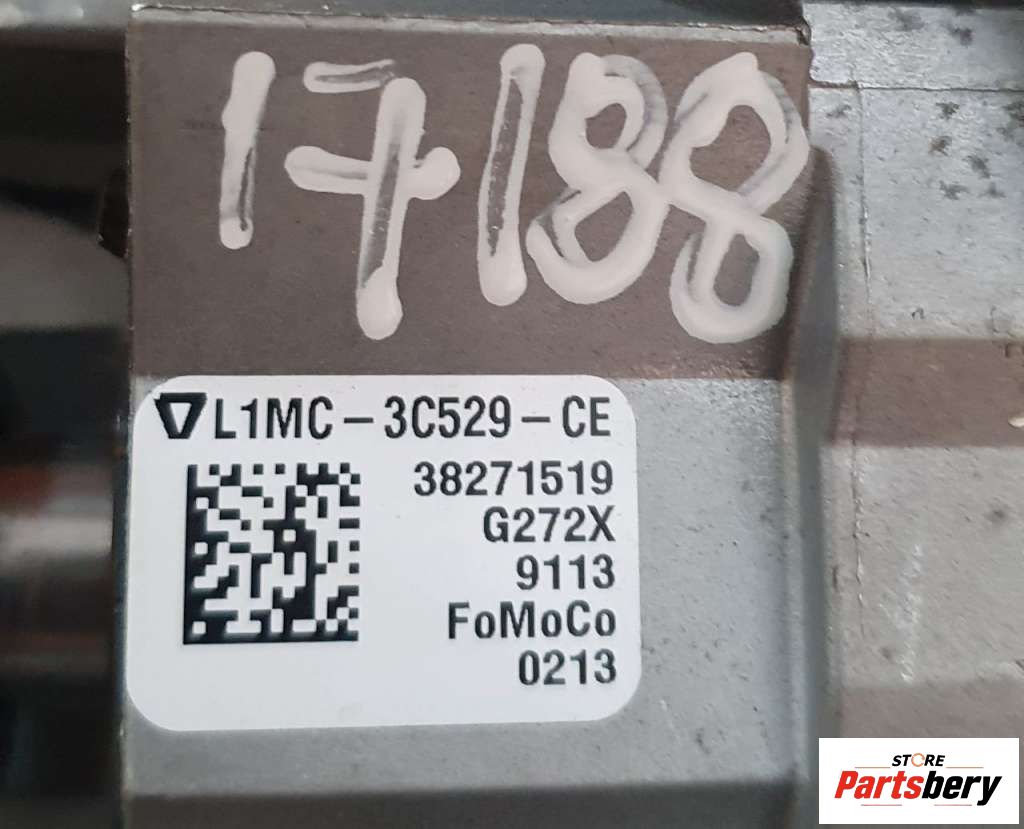 17188
L1MC-3C529-CE
38271519
G272X
9113
FoMoCo
0213
STORE
Partsbery